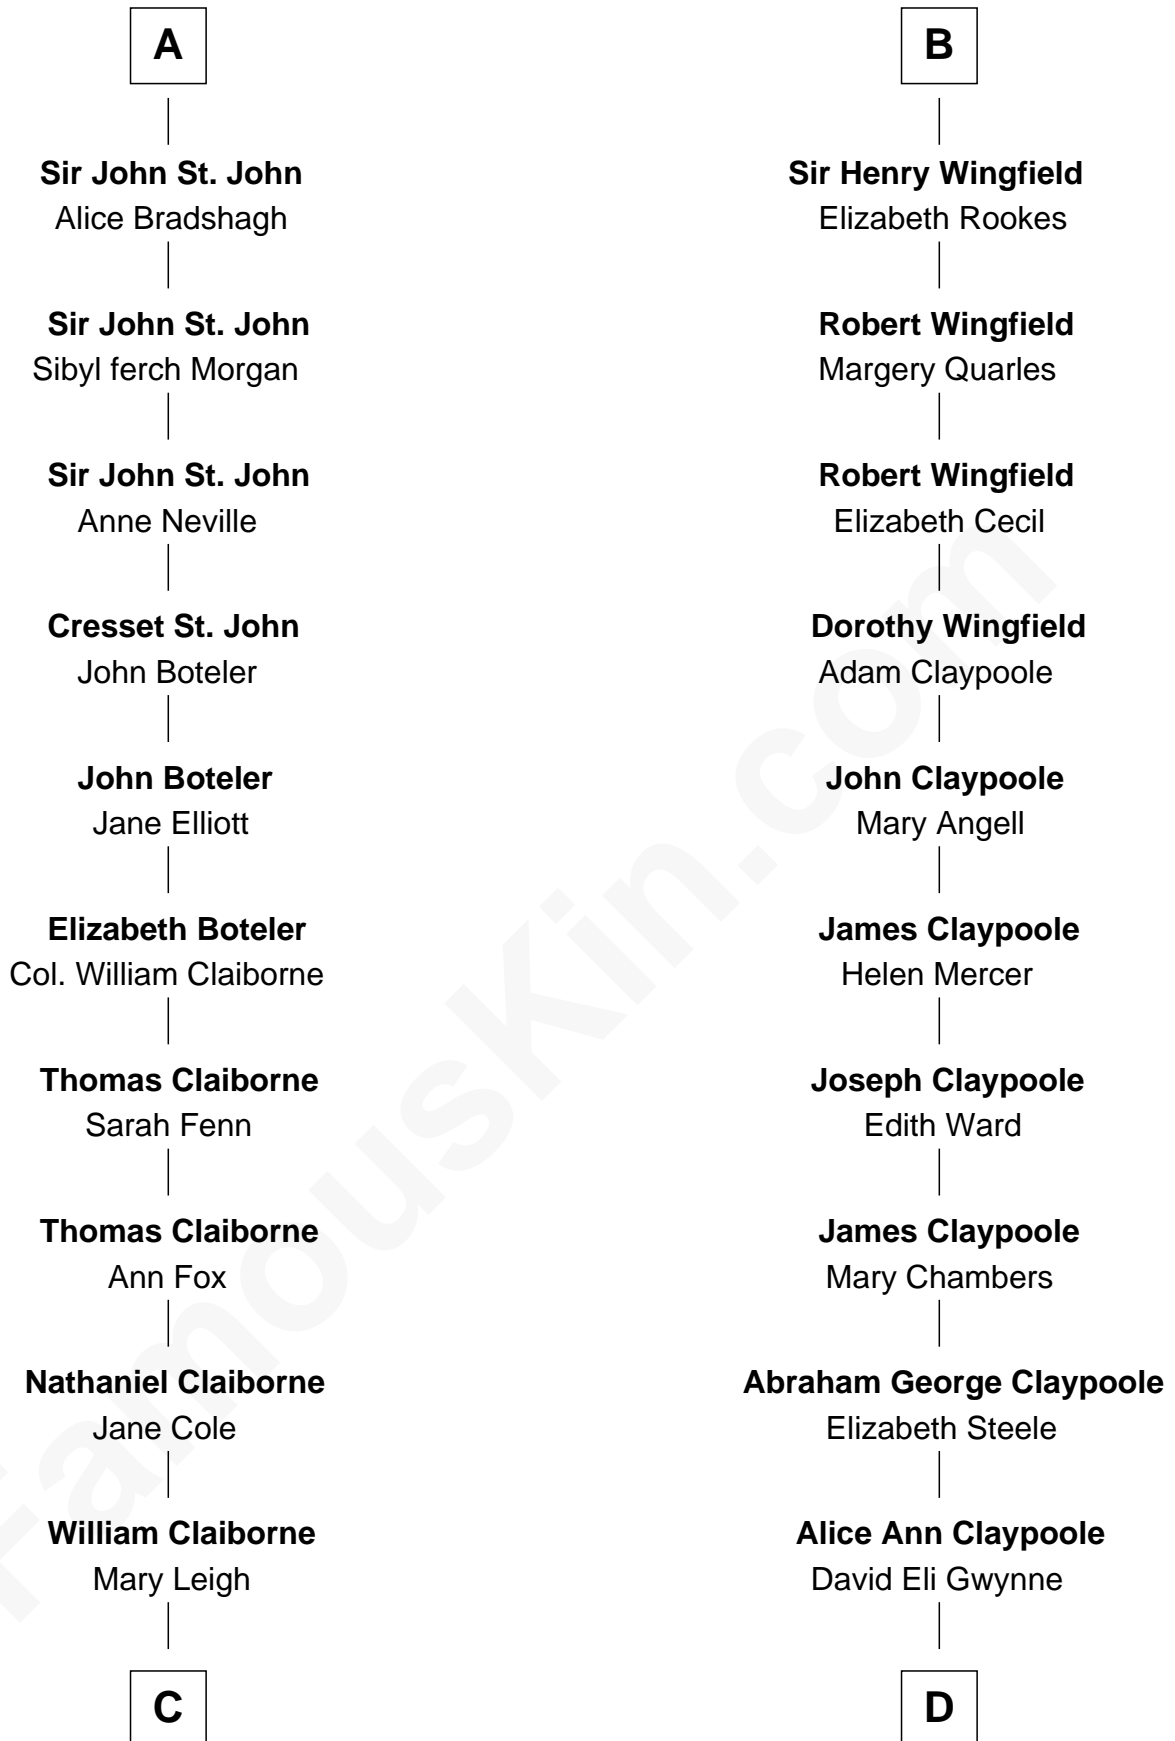 A
Sir John St. John
Alice Bradshagh
Sir John St. John
Sibyl ferch Morgan
Sir John St. John
Anne Neville
Cresset St. John
John Boteler
John Boteler
Jane Elliott
Elizabeth Boteler
Col. William Claiborne
Thomas Claiborne
Sarah Fenn
Thomas Claiborne
Ann Fox
Nathaniel Claiborne
Jane Cole
William Claiborne
Mary Leigh
C
B
Sir Henry Wingfield
Elizabeth Rookes
Robert Wingfield
Margery Quarles
Robert Wingfield
Elizabeth Cecil
Dorothy Wingfield
Adam Claypoole
John Claypoole
Mary Angell
James Claypoole
Helen Mercer
Joseph Claypoole
Edith Ward
James Claypoole
Mary Chambers
Abraham George Claypoole
Elizabeth Steele
Alice Ann Claypoole
David Eli Gwynne
D
FamousKin.com